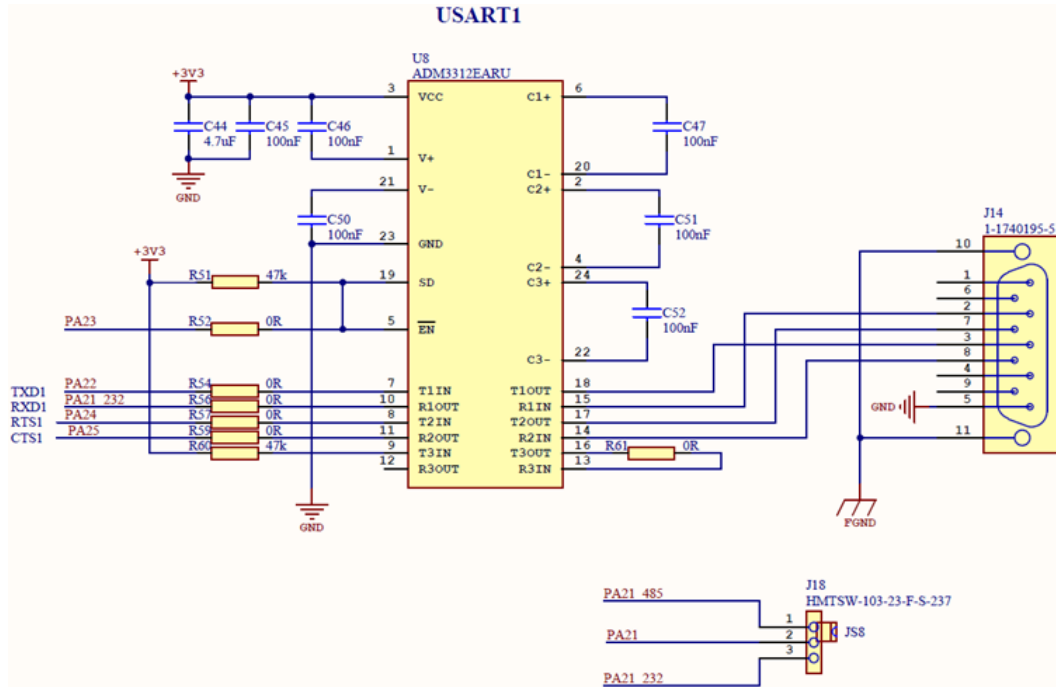 USART1
U8
ADM3312EARU
+3V3
C44
4.7uF
C45
100nF
C46
100nF
GND
3 VCC
1 V+
21 V-
23 GND
19 SD
5 EN
7 T1IN
10 R1OUT
8 T2IN
11 R2OUT
9 T3IN
12 R3OUT
C1+ 6
C1- 20
C2+ 2
C2- 4
C3+ 24
C3- 22
T1OUT 18
R1IN 15
T2OUT 17
R2IN 14
T3OUT 16
R3IN 13
C47
100nF
C51
100nF
C52
100nF
C50
100nF
+3V3
R51 47k
PA23 R52 0R
TXD1 PA22 R54 0R
RXD1 PA21_232 R56 0R
RTS1 PA24 R57 0R
CTS1 PA25 R59 0R
R60 47k
GND
R61 0R
J14
1-1740195-5
10
1
6
2
7
3
8
4
9
5
11
GND
FGND
J18
HMTSW-103-23-F-S-237
PA21_485 1
PA21 2
PA21_232 3
JS8